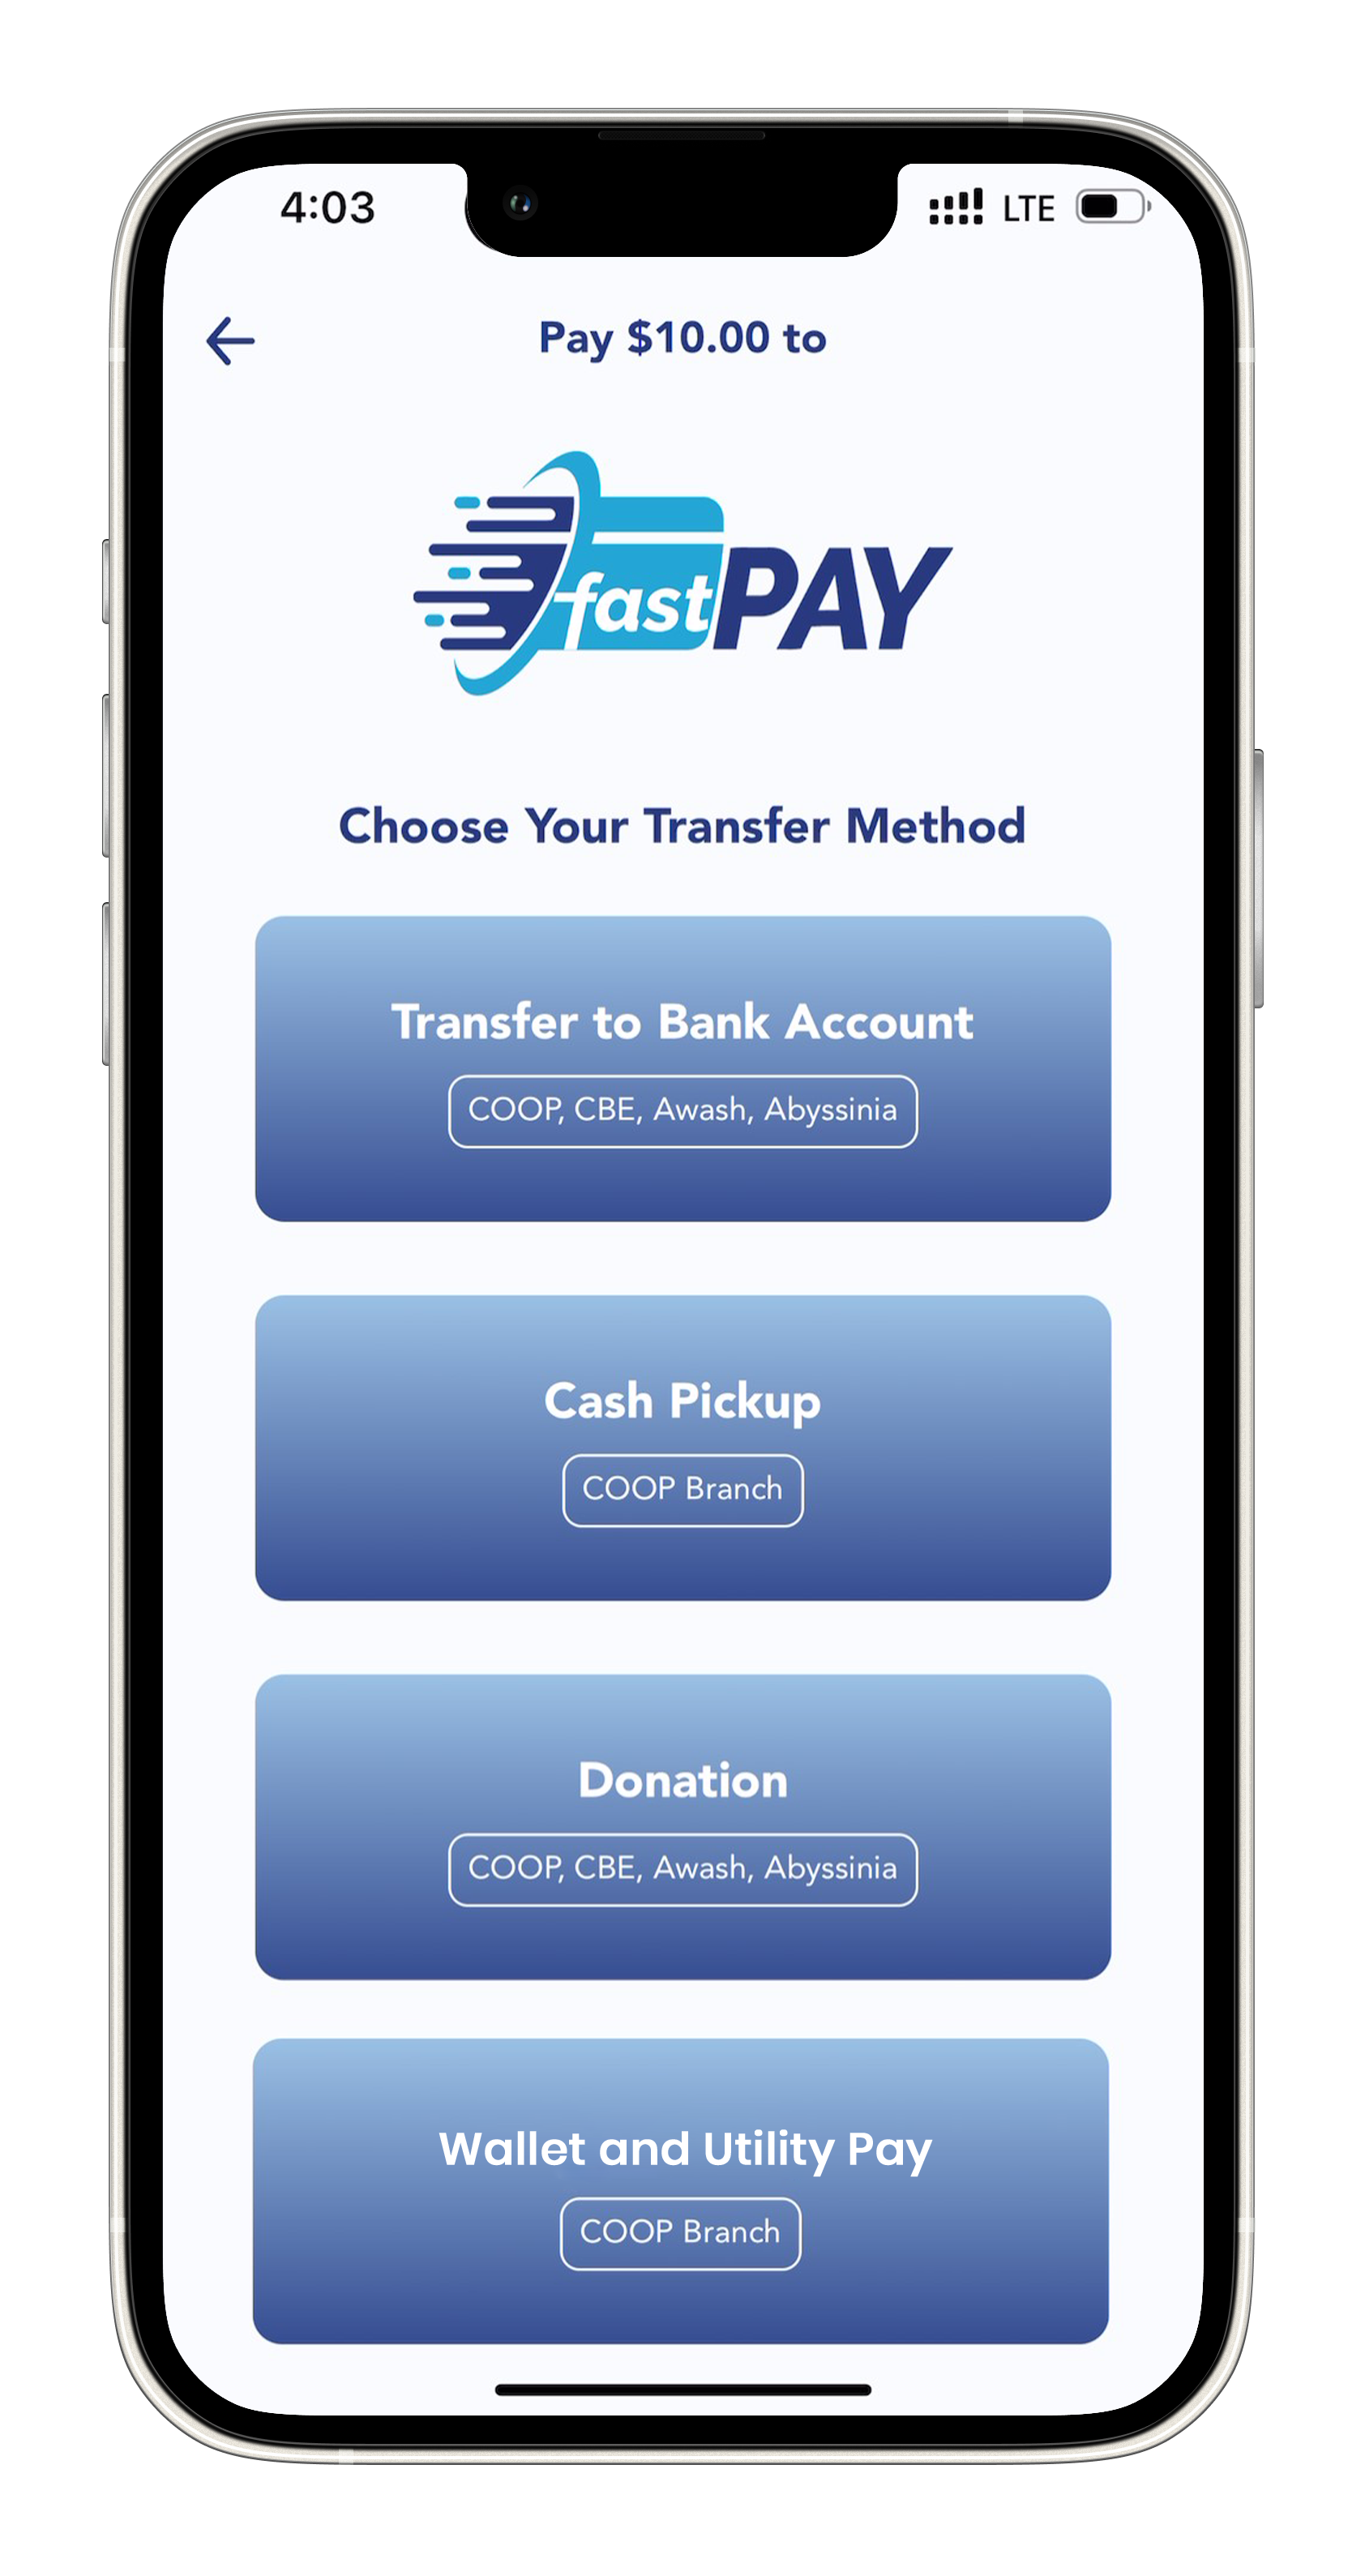 4:03
LTE
Pay $10.00 to
fastPAY
Choose Your Transfer Method
Transfer to Bank Account
COOP, CBE, Awash, Abyssinia
Cash Pickup
COOP Branch
Donation
COOP, CBE, Awash, Abyssinia
Wallet and Utility Pay
COOP Branch